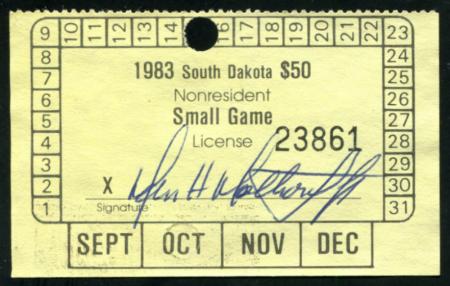 9 10 11 12 13 14 16 17 18 19 20 21 22 23
8 24
7 1983 South Dakota $50 25
6 Nonresident 26
5 Small Game 27
4 License 23861 28
3 29
2 X 30
1 Signature 31
SEPT OCT NOV DEC